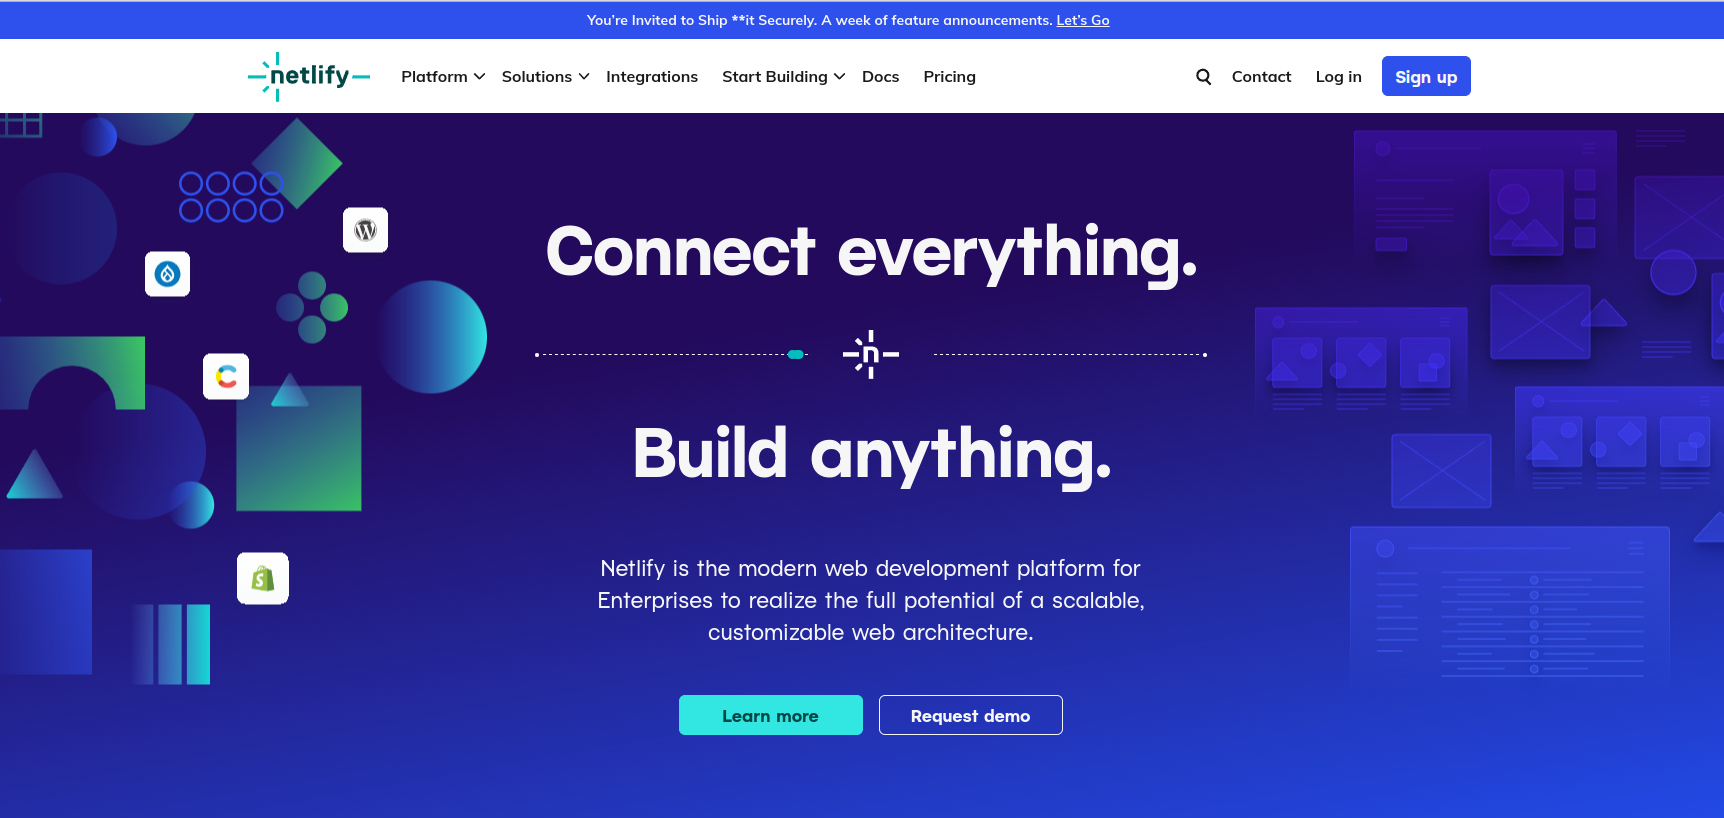 You're Invited to Ship **it Securely. A week of feature announcements. Let's Go
netlify Platform Solutions Integrations Start Building Docs Pricing Contact Log in Sign up
Connect everything.
n
Build anything.
Netlify is the modern web development platform for
Enterprises to realize the full potential of a scalable,
customizable web architecture.
Learn more Request demo